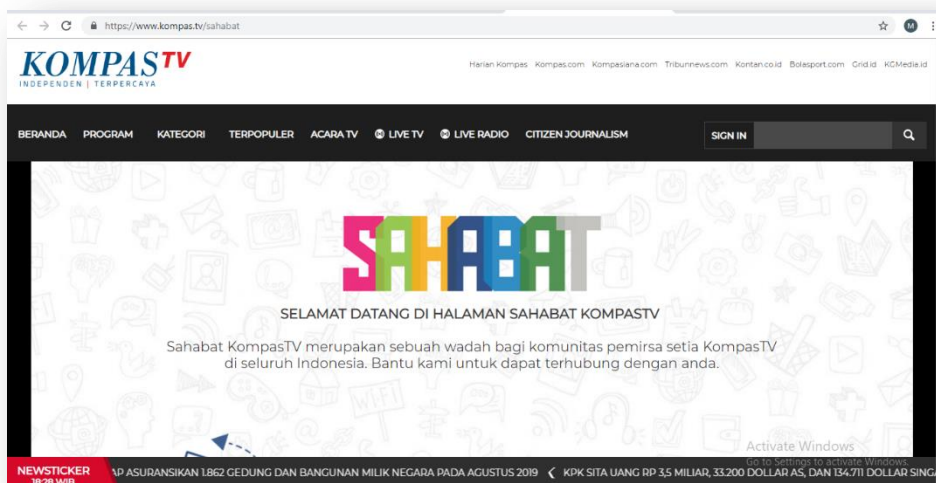 https://www.kompas.tv/sahabat
M
KOMPASTV
INDEPENDEN | TERPERCAYA
Harian Kompas Kompas.com Kompasiana.com Tribunnews.com Kontan.co.id Bolasport.com Grid.id KGMedia.id
BERANDA PROGRAM KATEGORI TERPOPULER ACARA TV LIVE TV LIVE RADIO CITIZEN JOURNALISM SIGN IN
SAHABAT
SELAMAT DATANG DI HALAMAN SAHABAT KOMPASTV
Sahabat KompasTV merupakan sebuah wadah bagi komunitas pemirsa setia KompasTV
di seluruh Indonesia. Bantu kami untuk dapat terhubung dengan anda.
WIFI
Activate Windows
Go to Settings to activate Windows.
NEWSTICKER
18:28 WIB
AP ASURANSIKAN 1.862 GEDUNG DAN BANGUNAN MILIK NEGARA PADA AGUSTUS 2019 KPK SITA UANG RP 3,5 MILIAR, 33.200 DOLLAR AS, DAN 134.711 DOLLAR SINGA